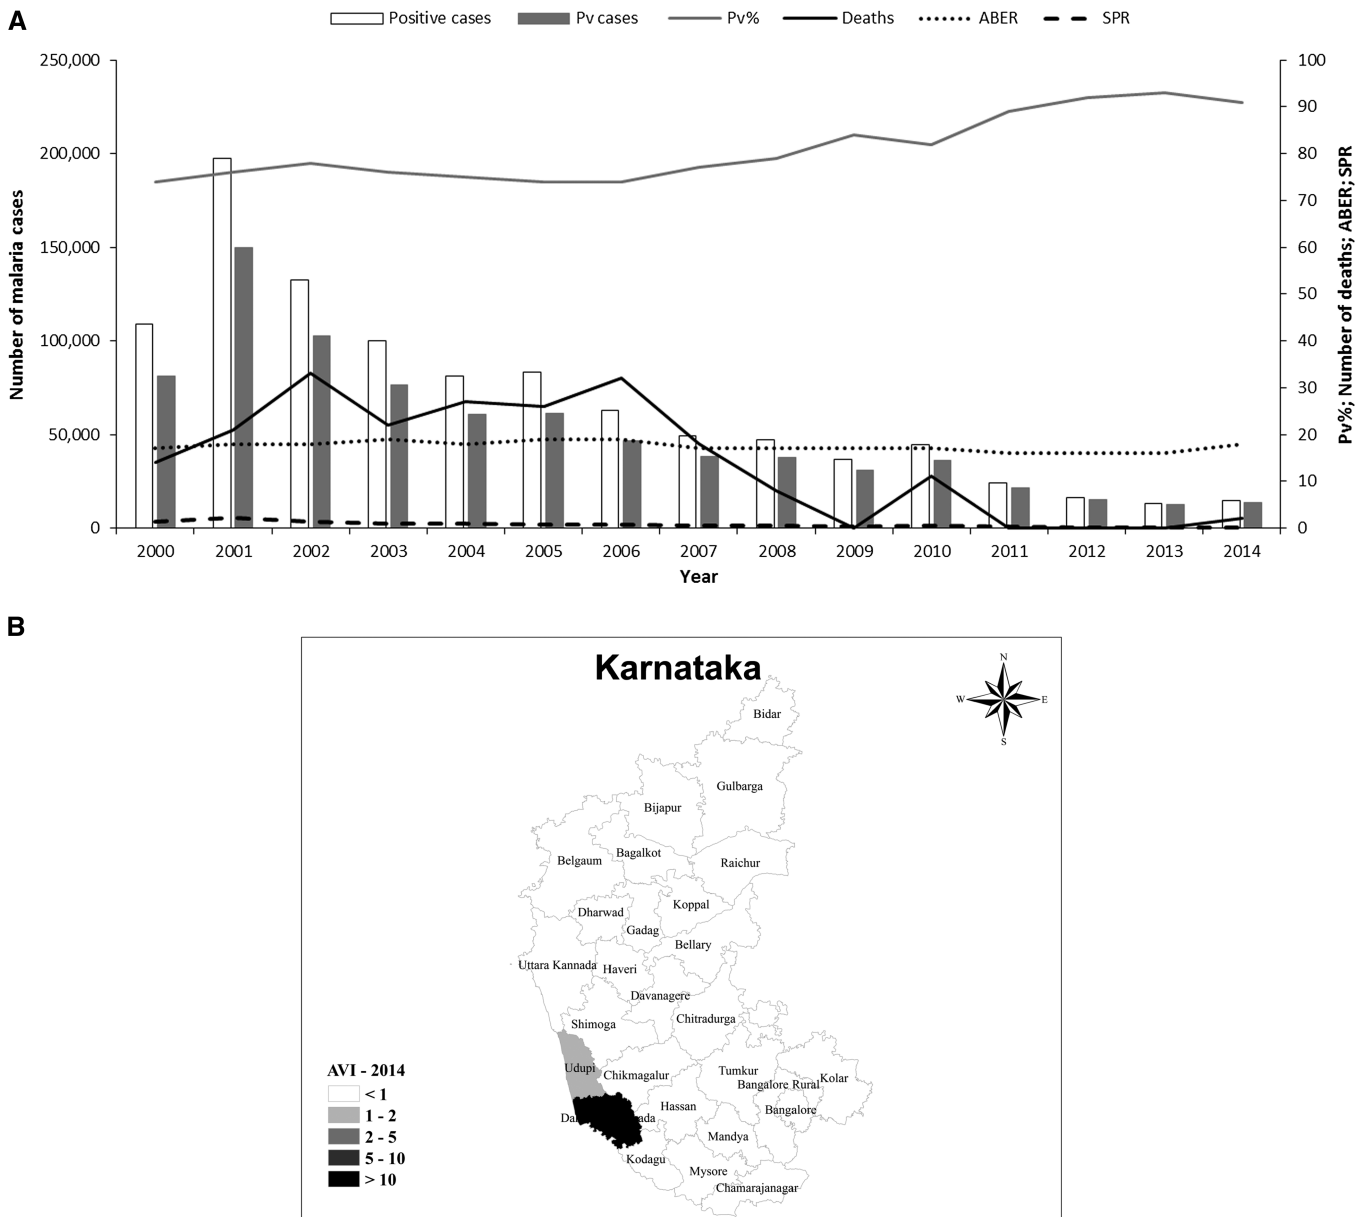 A
Positive cases Pv cases Pv% Deaths ABER SPR
250,000
200,000
150,000
100,000
50,000
0
Number of malaria cases
100
90
80
70
60
50
40
30
20
10
0
Pv%; Number of deaths; ABER; SPR
2000 2001 2002 2003 2004 2005 2006 2007 2008 2009 2010 2011 2012 2013 2014
Year
B
Karnataka
N
W E
S
Bidar
Gulbarga
Bijapur
Bagalkot
Belgaum
Raichur
Koppal
Dharwad
Gadag
Bellary
Uttara Kannada
Haveri
Davanagere
Chitradurga
Shimoga
Udupi
Chikmagalur
Tumkur
Kolar
Bangalore Rural
Hassan
Bangalore
Mandya
Kodagu
Mysore
Chamarajanagar
AVI - 2014
< 1
1 - 2
2 - 5
5 - 10
> 10